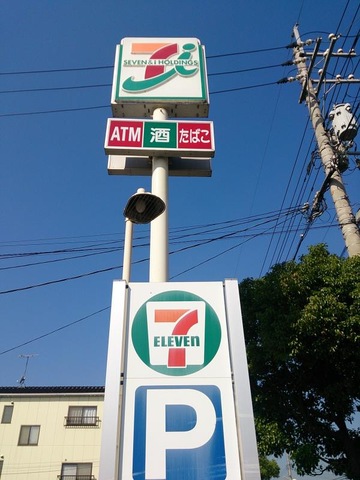 SEVEN&i HOLDINGS
ATM 酒 たばこ
7
ELEVEN
P